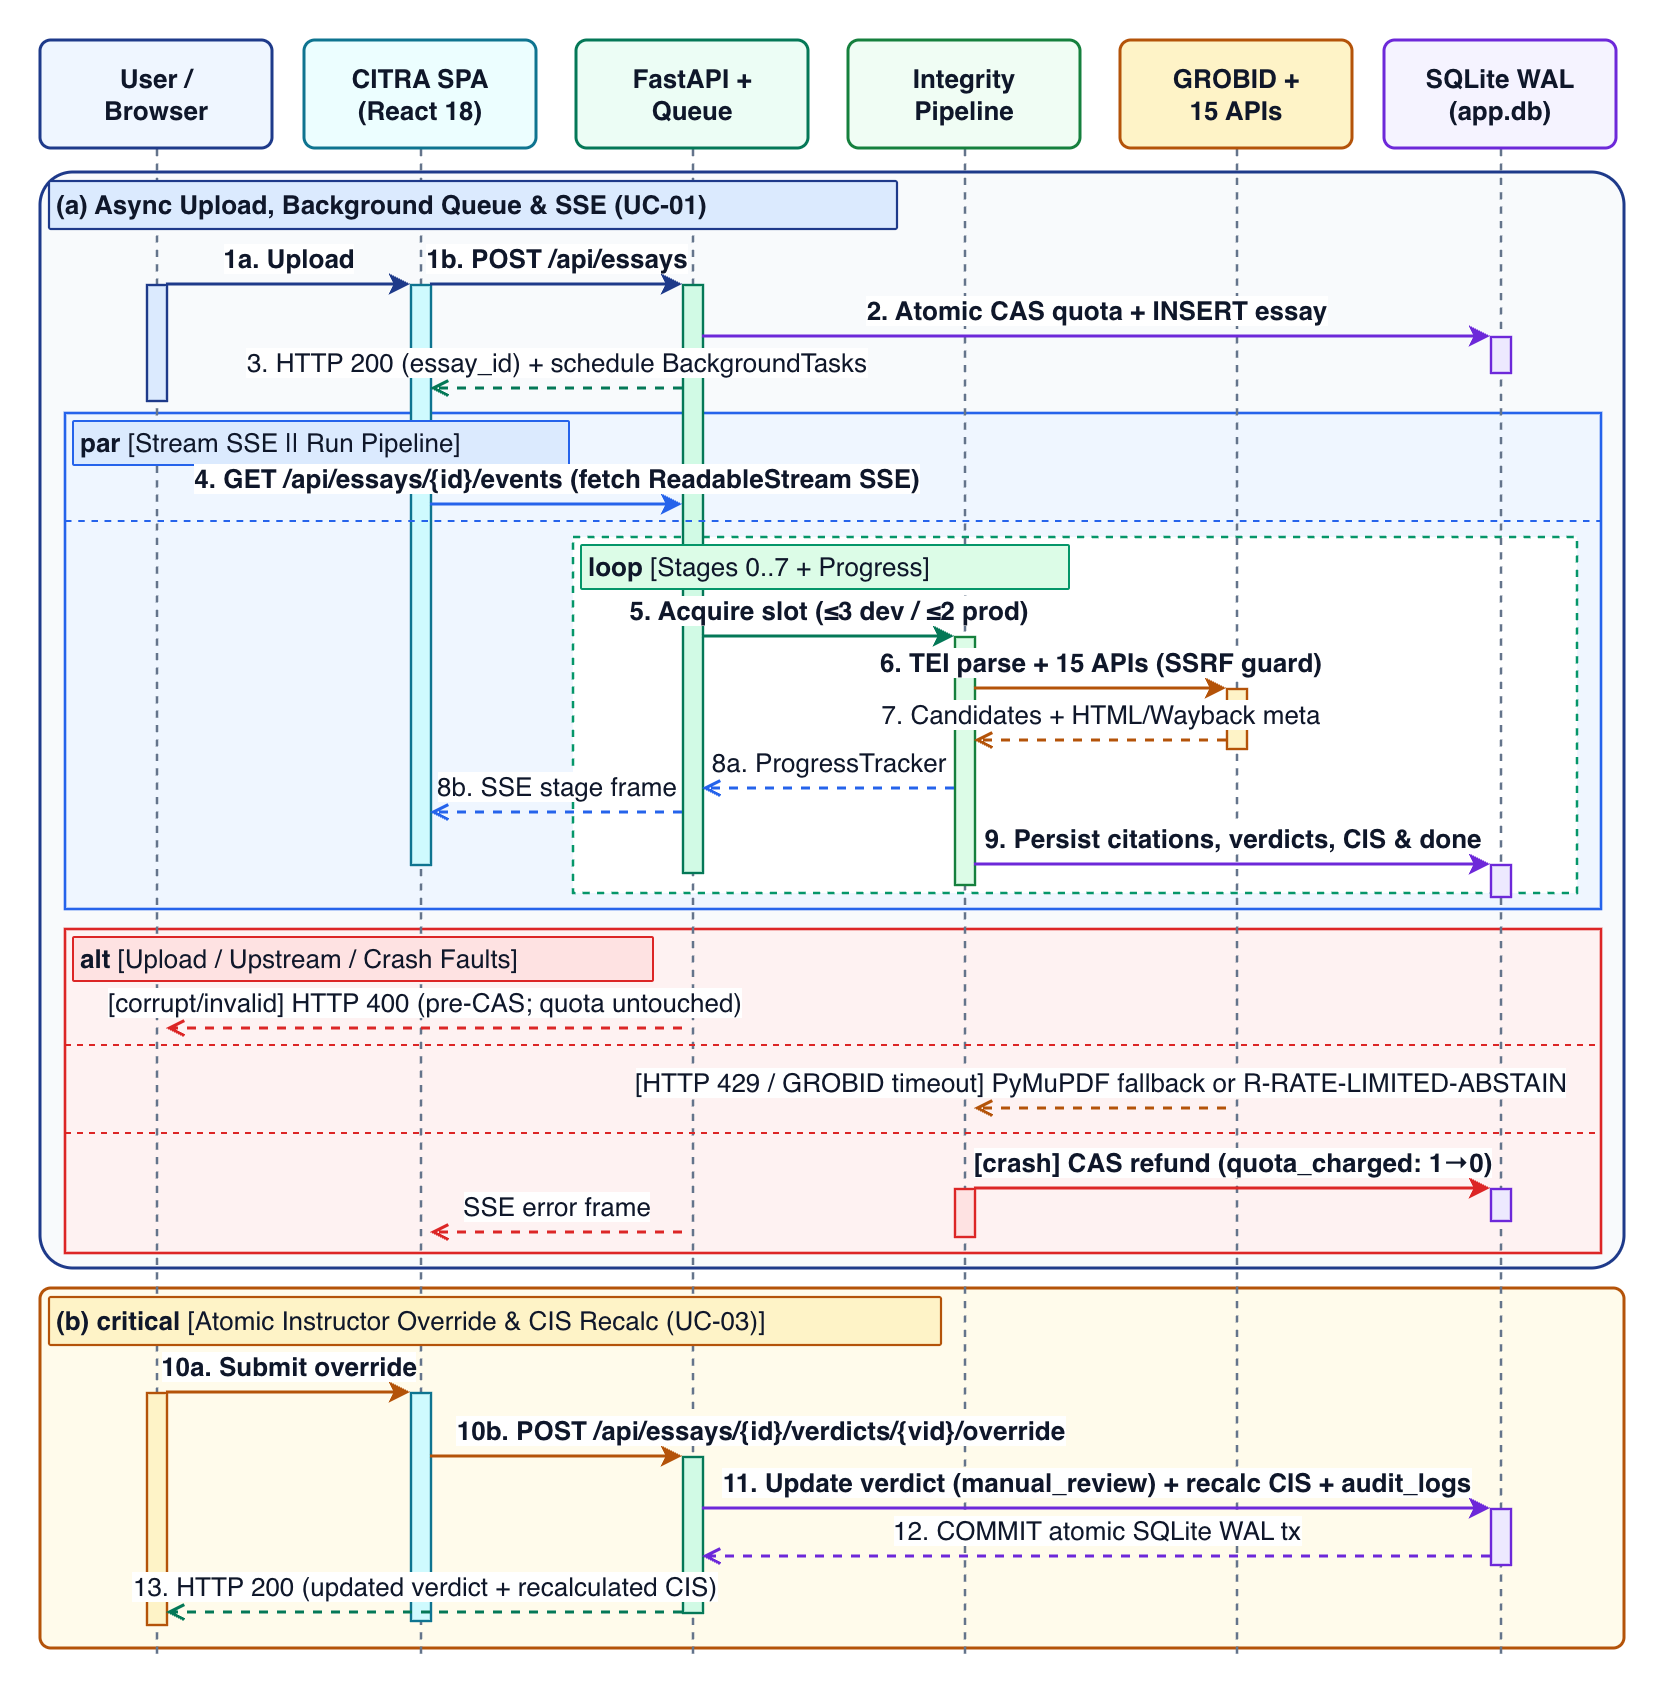 User /
Browser
CITRA SPA
(React 18)
FastAPI +
Queue
Integrity
Pipeline
GROBID +
15 APIs
SQLite WAL
(app.db)
(a) Async Upload, Background Queue & SSE (UC-01)
1a. Upload
1b. POST /api/essays
2. Atomic CAS quota + INSERT essay
3. HTTP 200 (essay_id) + schedule BackgroundTasks
par [Stream SSE || Run Pipeline]
4. GET /api/essays/{id}/events (fetch ReadableStream SSE)
loop [Stages 0..7 + Progress]
5. Acquire slot (≤3 dev / ≤2 prod)
6. TEI parse + 15 APIs (SSRF guard)
7. Candidates + HTML/Wayback meta
8a. ProgressTracker
8b. SSE stage frame
9. Persist citations, verdicts, CIS & done
alt [Upload / Upstream / Crash Faults]
[corrupt/invalid] HTTP 400 (pre-CAS; quota untouched)
[HTTP 429 / GROBID timeout] PyMuPDF fallback or R-RATE-LIMITED-ABSTAIN
[crash] CAS refund (quota_charged: 1→0)
SSE error frame
(b) critical [Atomic Instructor Override & CIS Recalc (UC-03)]
10a. Submit override
10b. POST /api/essays/{id}/verdicts/{vid}/override
11. Update verdict (manual_review) + recalc CIS + audit_logs
12. COMMIT atomic SQLite WAL tx
13. HTTP 200 (updated verdict + recalculated CIS)